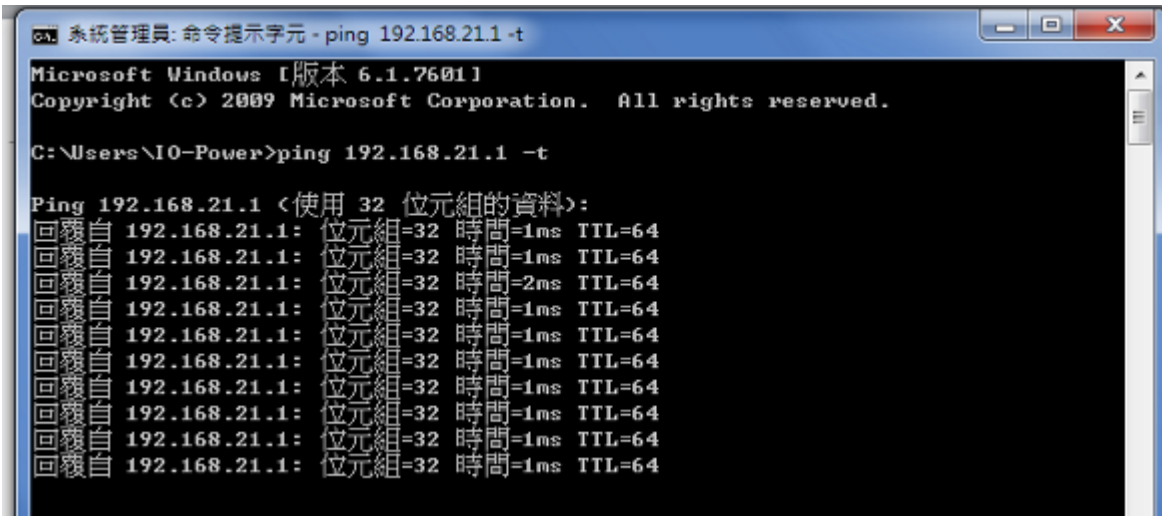 系統管理員: 命令提示字元 - ping 192.168.21.1 -t
Microsoft Windows [版本 6.1.7601]
Copyright (c) 2009 Microsoft Corporation.  All rights reserved.
C:\Users\IO-Power>ping 192.168.21.1 -t
Ping 192.168.21.1 (使用 32 位元組的資料):
回覆自 192.168.21.1: 位元組=32 時間=1ms TTL=64
回覆自 192.168.21.1: 位元組=32 時間=1ms TTL=64
回覆自 192.168.21.1: 位元組=32 時間=2ms TTL=64
回覆自 192.168.21.1: 位元組=32 時間=1ms TTL=64
回覆自 192.168.21.1: 位元組=32 時間=1ms TTL=64
回覆自 192.168.21.1: 位元組=32 時間=1ms TTL=64
回覆自 192.168.21.1: 位元組=32 時間=1ms TTL=64
回覆自 192.168.21.1: 位元組=32 時間=1ms TTL=64
回覆自 192.168.21.1: 位元組=32 時間=1ms TTL=64
回覆自 192.168.21.1: 位元組=32 時間=1ms TTL=64